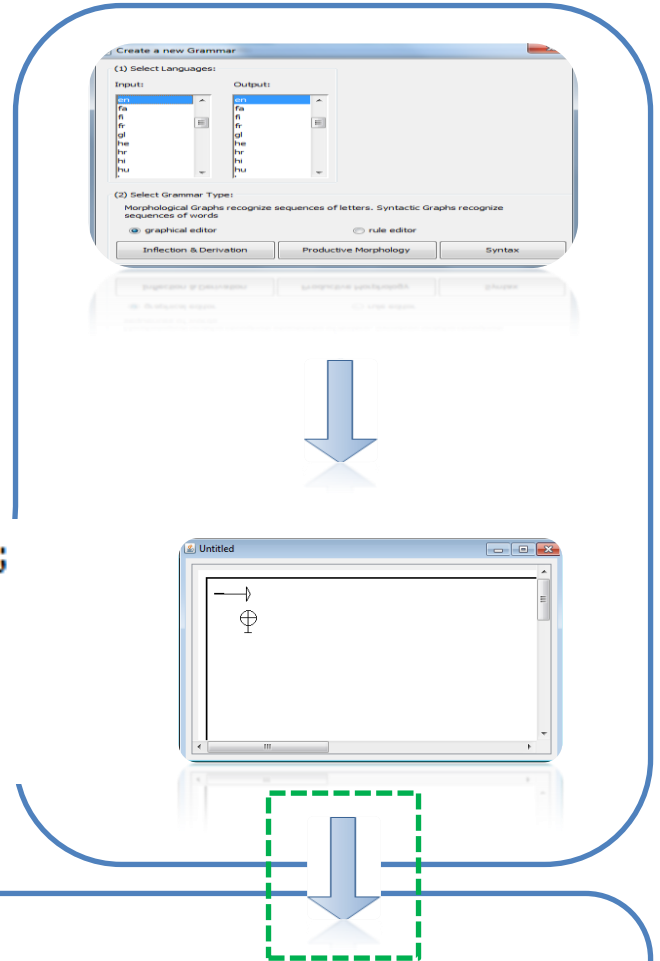 Create a new Grammar
(1) Select Languages:
Input: Output:
en en
fa fa
fi fi
fr fr
gl gl
he he
hr hr
hi hi
hu hu
(2) Select Grammar Type:
Morphological Graphs recognize sequences of letters. Syntactic Graphs recognize
sequences of words
graphical editor rule editor
Inflection & Derivation Productive Morphology Syntax
Untitled